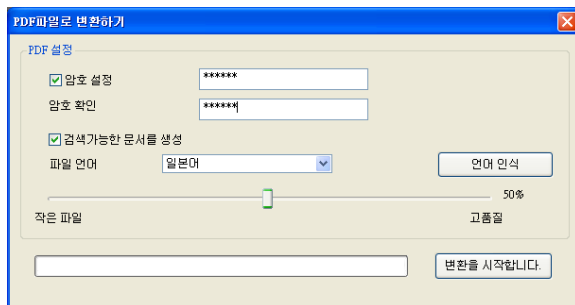 PDF파일로 변환하기
PDF 설정
암호 설정 ******
암호 확인 ******
검색가능한 문서를 생성
파일 언어 일본어 언어 인식
50%
작은 파일 고품질
변환을 시작합니다.